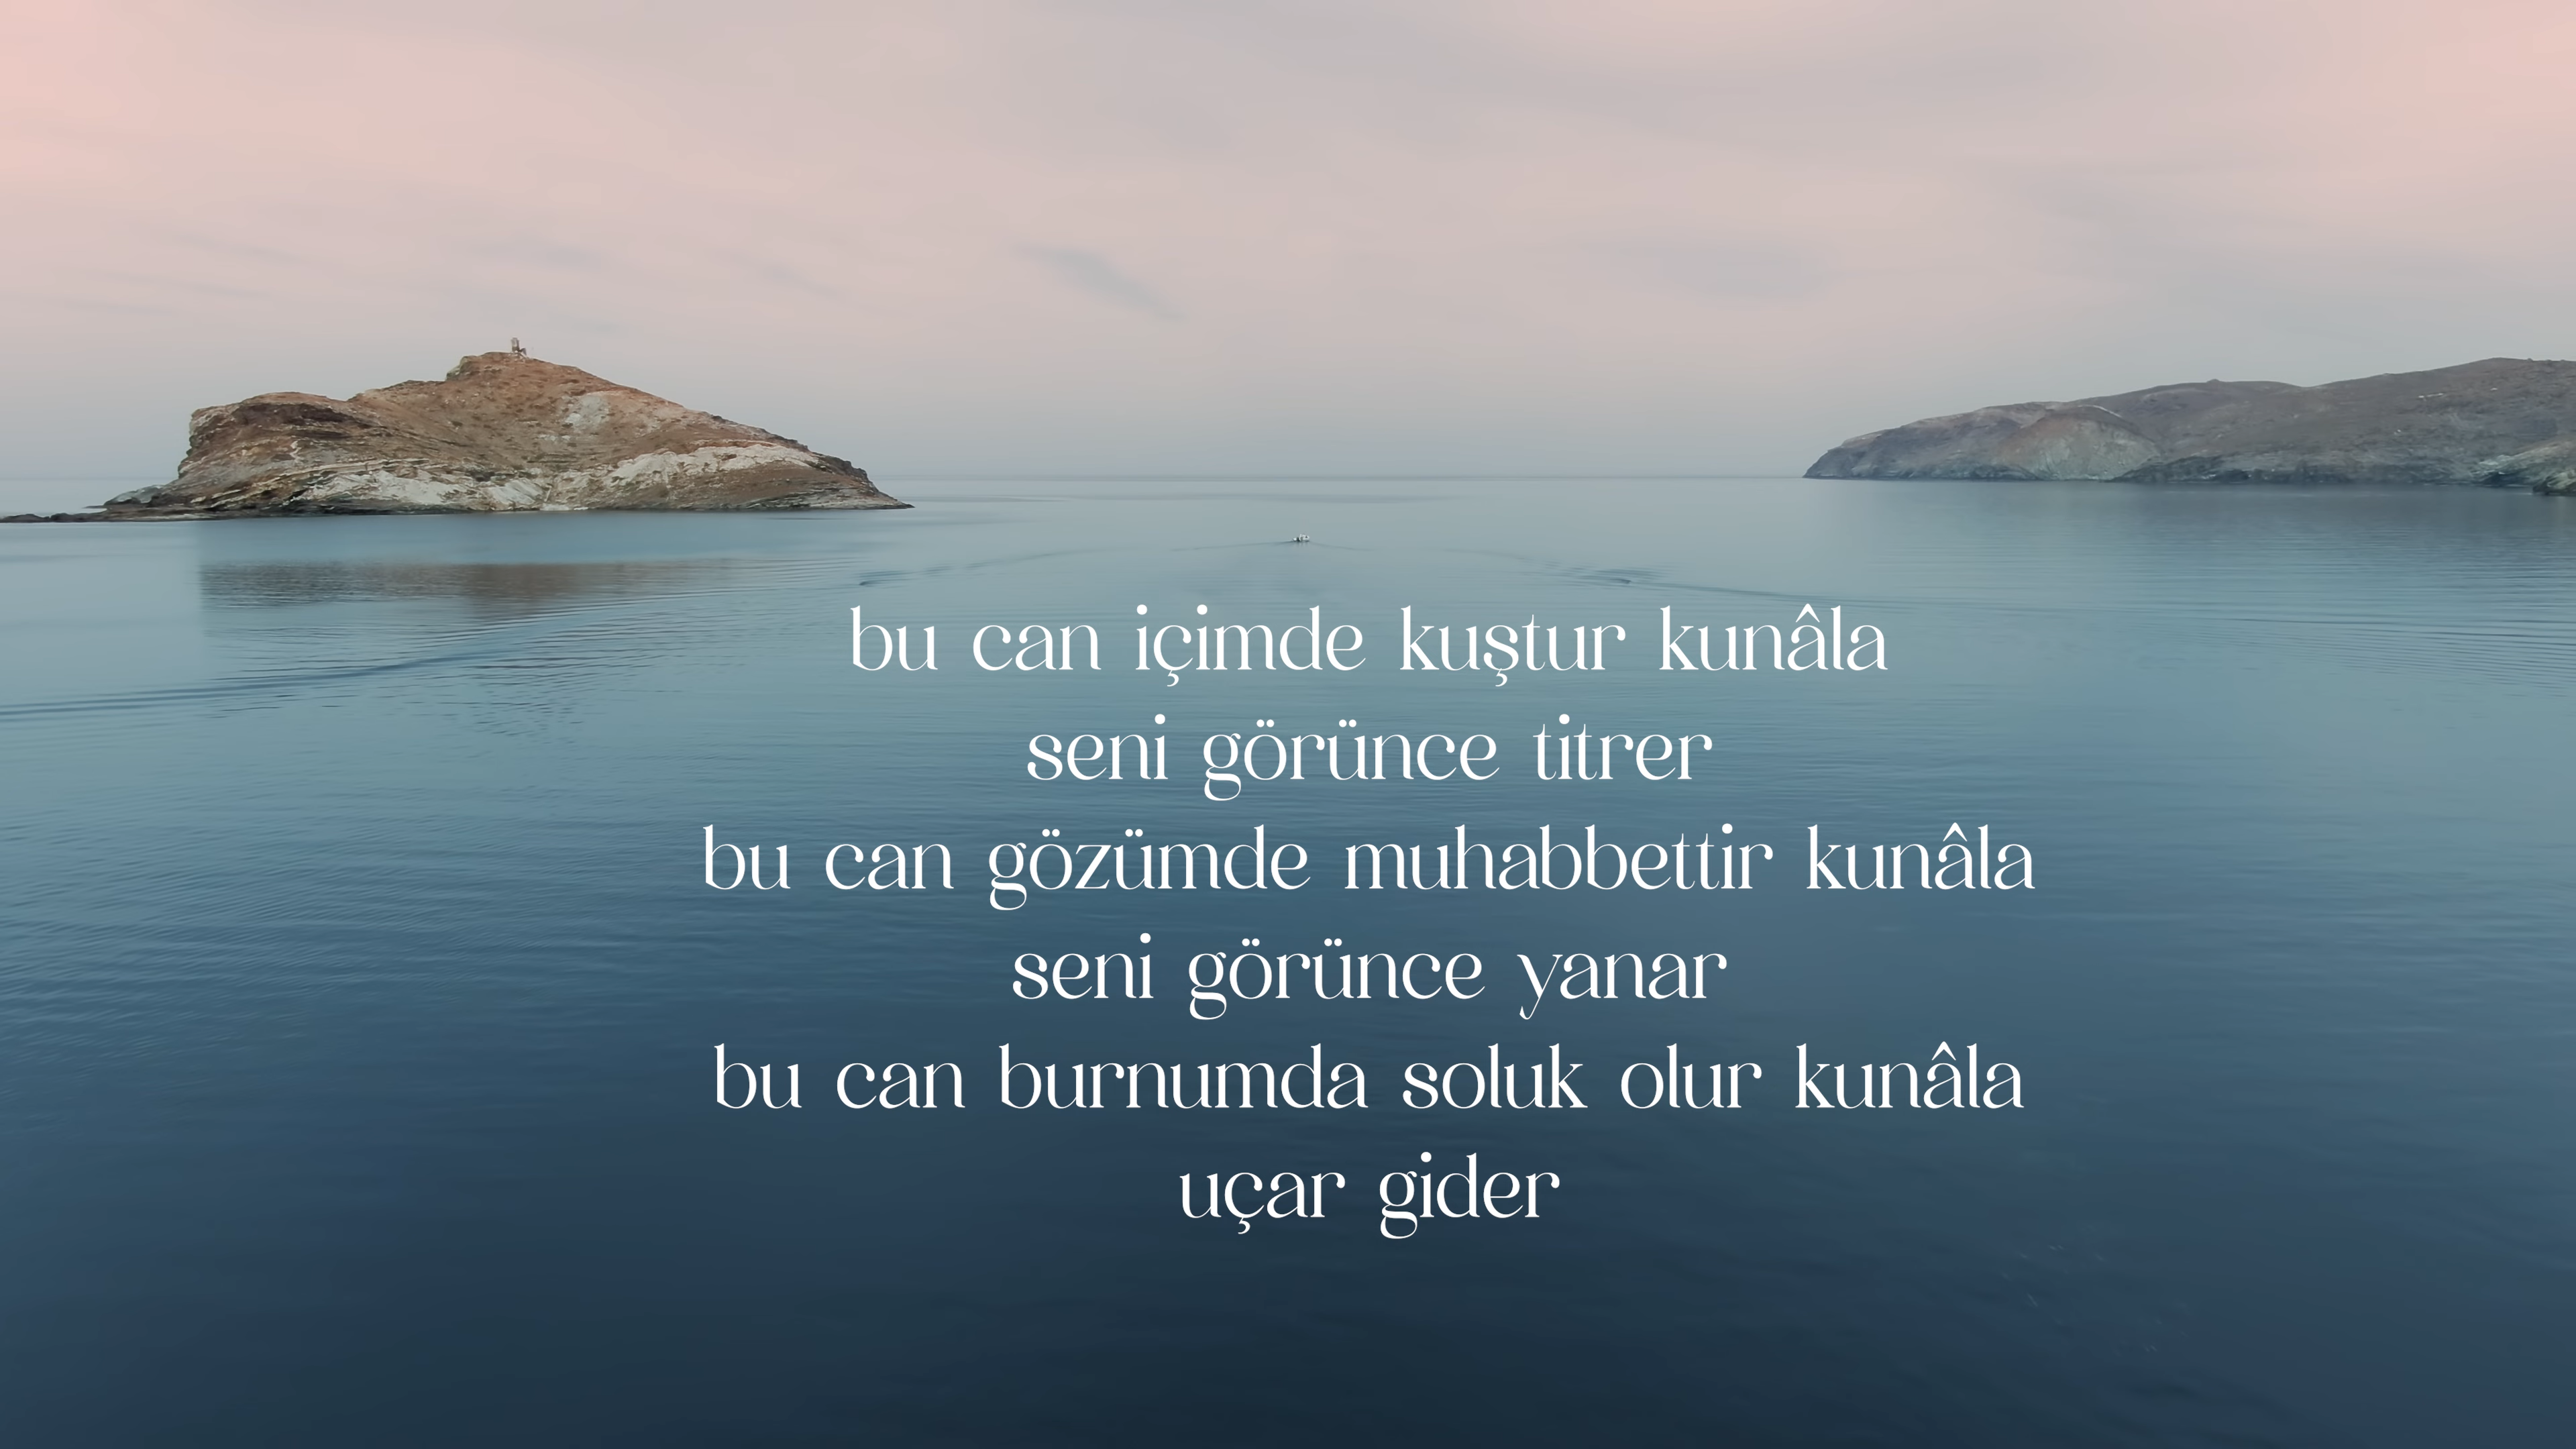 bu can içimde kuştur kunâla
seni görünce titrer
bu can gözümde muhabbettir kunâla
seni görünce yanar
bu can burnumda soluk olur kunâla
uçar gider